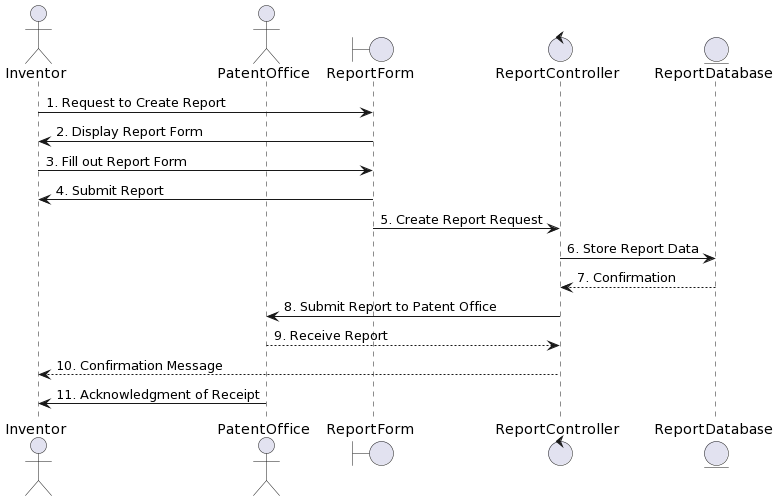 Inventor
PatentOffice
ReportForm
ReportController
ReportDatabase
1. Request to Create Report
2. Display Report Form
3. Fill out Report Form
4. Submit Report
5. Create Report Request
6. Store Report Data
7. Confirmation
8. Submit Report to Patent Office
9. Receive Report
10. Confirmation Message
11. Acknowledgment of Receipt
Inventor
PatentOffice
ReportForm
ReportController
ReportDatabase